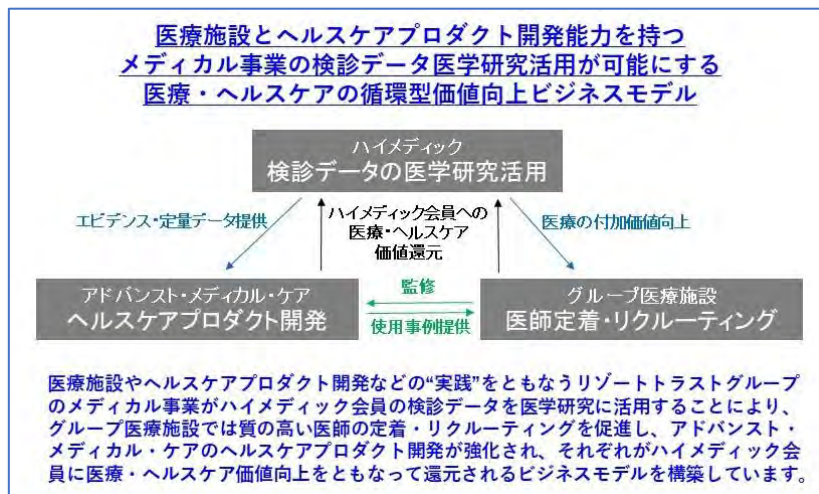 医療施設とヘルスケアプロダクト開発能力を持つ
メディカル事業の検診データ医学研究活用が可能にする
医療・ヘルスケアの循環型価値向上ビジネスモデル
ハイメディック
検診データの医学研究活用
エビデンス・定量データ提供
ハイメディック会員への
医療・ヘルスケア
価値還元
医療の付加価値向上
アドバンスト・メディカル・ケア
ヘルスケアプロダクト開発
監修
使用事例提供
グループ医療施設
医師定着・リクルーティング
医療施設やヘルスケアプロダクト開発などの“実践”をともなうリゾートトラストグループ
のメディカル事業がハイメディック会員の検診データを医学研究に活用することにより、
グループ医療施設では質の高い医師の定着・リクルーティングを促進し、アドバンスト・
メディカル・ケアのヘルスケアプロダクト開発が強化され、それぞれがハイメディック会
員に医療・ヘルスケア価値向上をともなって還元されるビジネスモデルを構築しています。